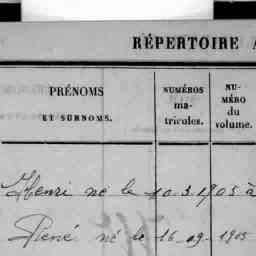 RÉPERTOIRE A
PRÉNOMS
ET SURNOMS.
NUMÉROS
ma-
tricules.
NU-
MÉRO
du
volume.
Henri né le 10.3.1905 à
René né le 16-09-1905